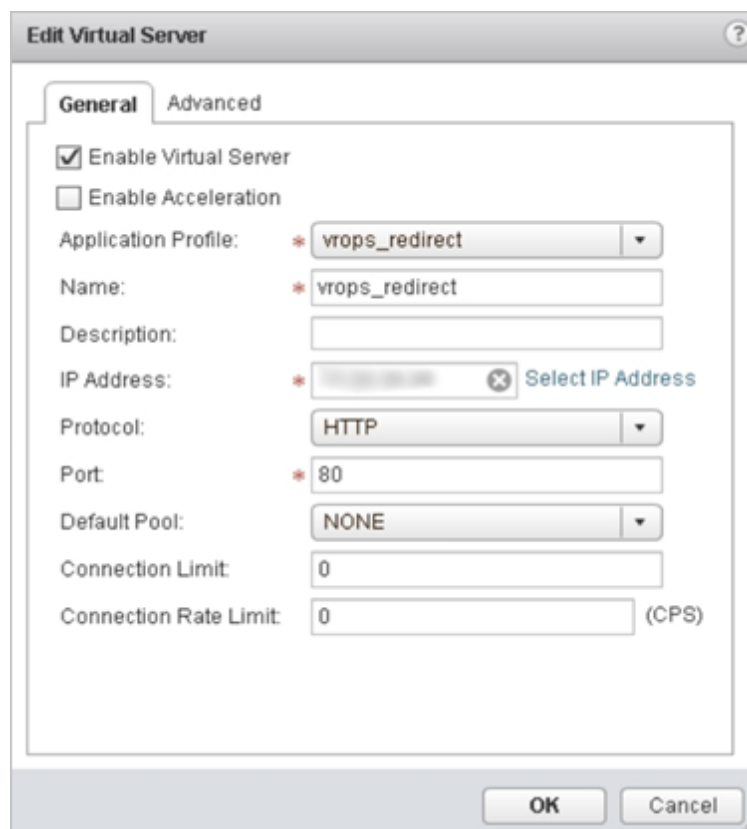 Edit Virtual Server ?
General Advanced
Enable Virtual Server
Enable Acceleration
Application Profile: * vrops_redirect
Name: * vrops_redirect
Description:
IP Address: * Select IP Address
Protocol: HTTP
Port: * 80
Default Pool: NONE
Connection Limit: 0
Connection Rate Limit: 0 (CPS)
OK Cancel